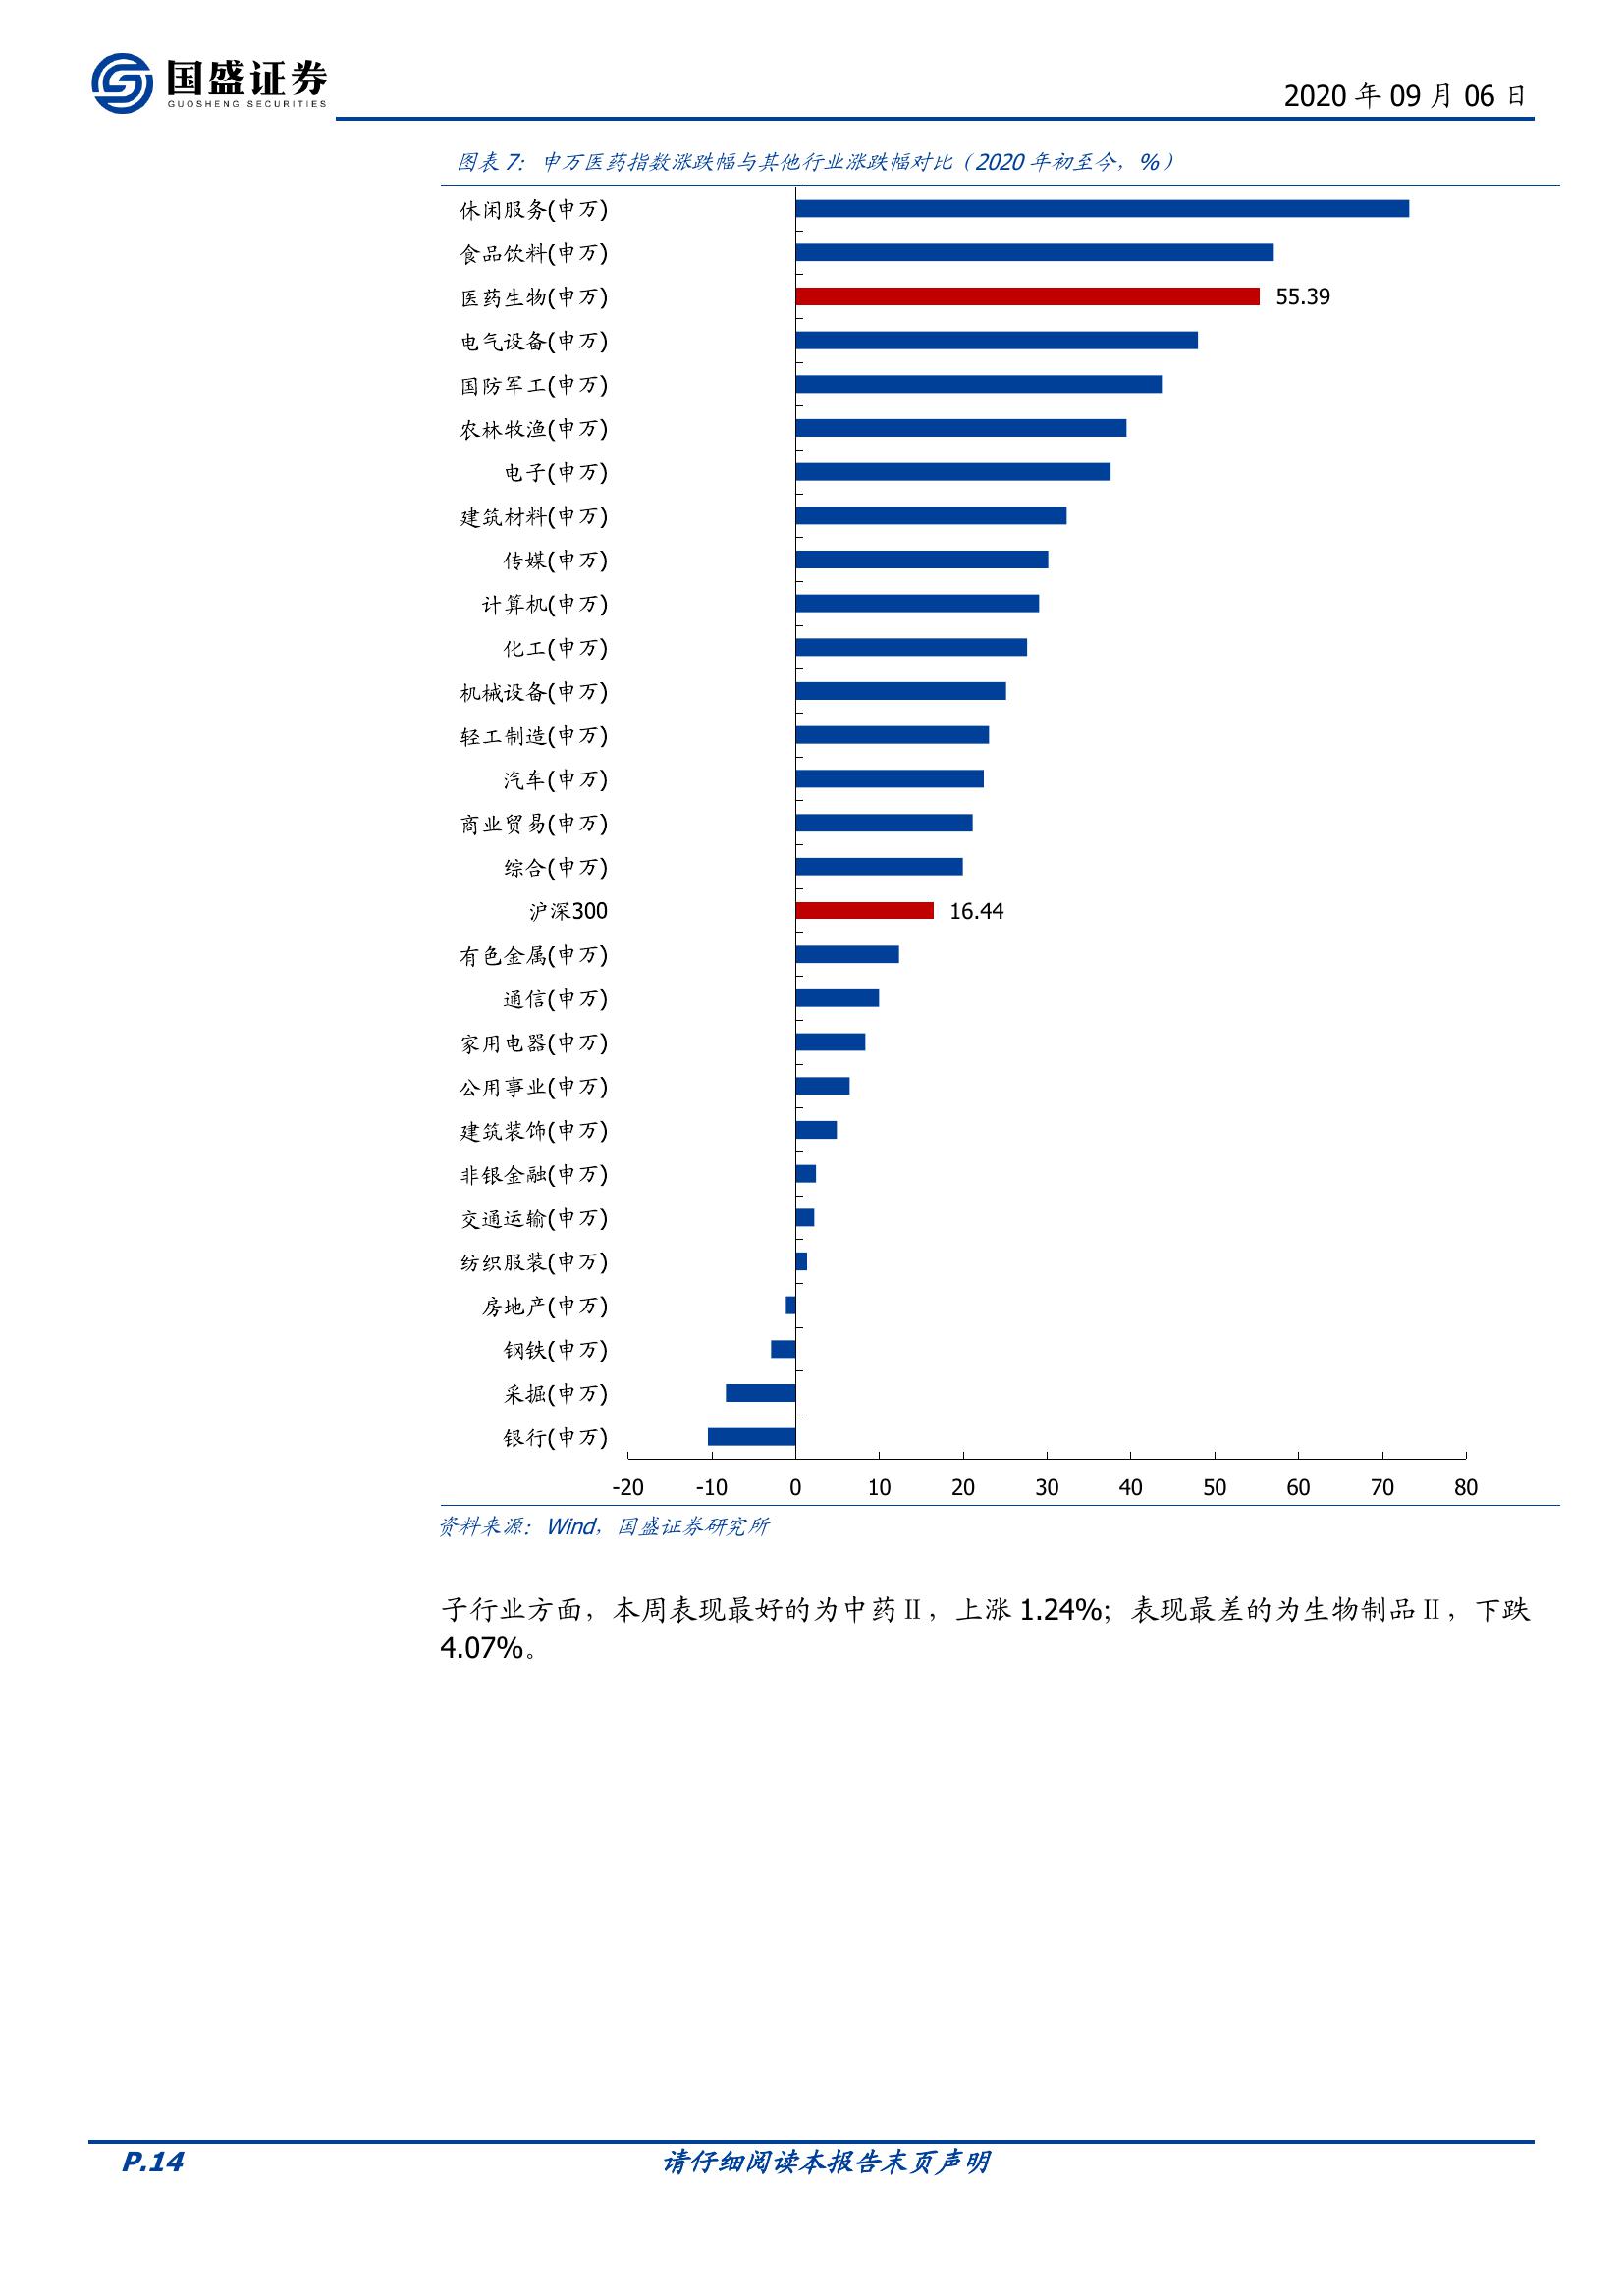 国盛证券
GUOSHENG SECURITIES
2020 年 09 月 06 日
图表 7：申万医药指数涨跌幅与其他行业涨跌幅对比（2020 年初至今，%）
休闲服务(申万)
食品饮料(申万)
医药生物(申万) 55.39
电气设备(申万)
国防军工(申万)
农林牧渔(申万)
电子(申万)
建筑材料(申万)
传媒(申万)
计算机(申万)
化工(申万)
机械设备(申万)
轻工制造(申万)
汽车(申万)
商业贸易(申万)
综合(申万)
沪深300 16.44
有色金属(申万)
通信(申万)
家用电器(申万)
公用事业(申万)
建筑装饰(申万)
非银金融(申万)
交通运输(申万)
纺织服装(申万)
房地产(申万)
钢铁(申万)
采掘(申万)
银行(申万)
-20 -10 0 10 20 30 40 50 60 70 80
资料来源：Wind，国盛证券研究所
子行业方面，本周表现最好的为中药Ⅱ，上涨 1.24%；表现最差的为生物制品Ⅱ，下跌
4.07%。
P.14 请仔细阅读本报告末页声明